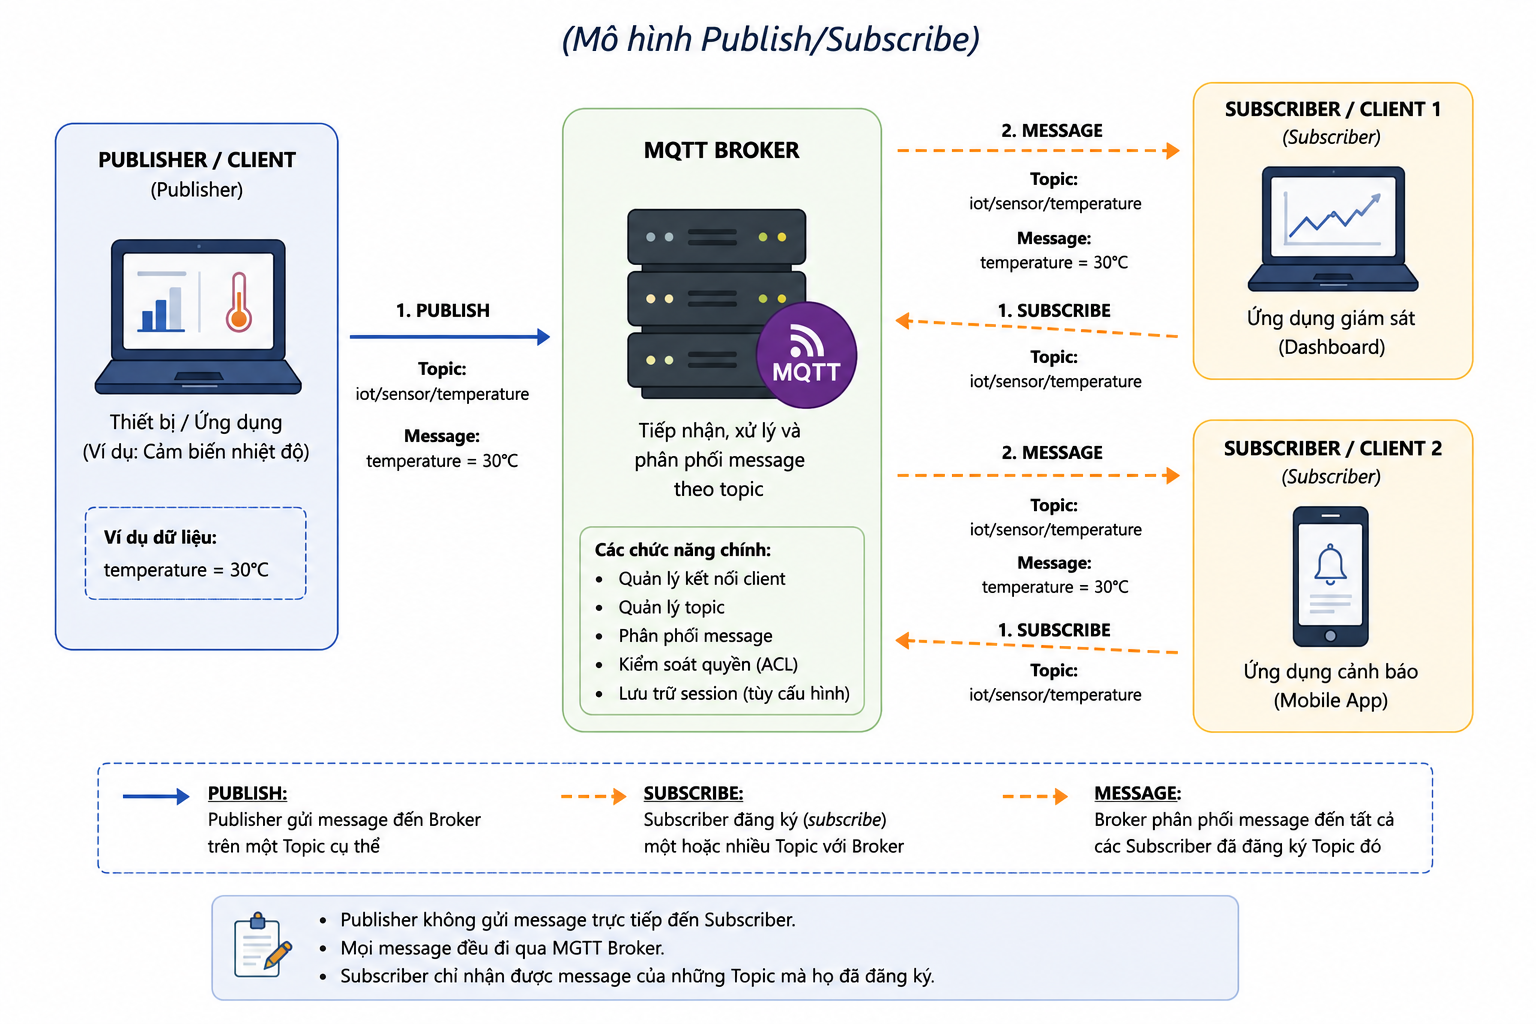 (Mô hình Publish/Subscribe)
PUBLISHER / CLIENT
(Publisher)
Thiết bị / Ứng dụng
(Ví dụ: Cảm biến nhiệt độ)
Ví dụ dữ liệu:
temperature = 30°C
1. PUBLISH
Topic:
iot/sensor/temperature
Message:
temperature = 30°C
MQTT BROKER
MQTT
Tiếp nhận, xử lý và
phân phối message
theo topic
Các chức năng chính:
• Quản lý kết nối client
• Quản lý topic
• Phân phối message
• Kiểm soát quyền (ACL)
• Lưu trữ session (tùy cấu hình)
2. MESSAGE
Topic:
iot/sensor/temperature
Message:
temperature = 30°C
1. SUBSCRIBE
Topic:
iot/sensor/temperature
SUBSCRIBER / CLIENT 1
(Subscriber)
Ứng dụng giám sát
(Dashboard)
2. MESSAGE
Topic:
iot/sensor/temperature
Message:
temperature = 30°C
1. SUBSCRIBE
Topic:
iot/sensor/temperature
SUBSCRIBER / CLIENT 2
(Subscriber)
Ứng dụng cảnh báo
(Mobile App)
PUBLISH:
Publisher gửi message đến Broker
trên một Topic cụ thể
SUBSCRIBE:
Subscriber đăng ký (subscribe)
một hoặc nhiều Topic với Broker
MESSAGE:
Broker phân phối message đến tất cả
các Subscriber đã đăng ký Topic đó
• Publisher không gửi message trực tiếp đến Subscriber.
• Mọi message đều đi qua MGTT Broker.
• Subscriber chỉ nhận được message của những Topic mà họ đã đăng ký.